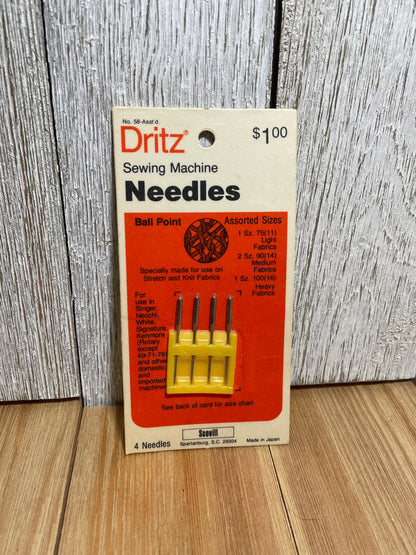 No. 58-Asst'd.
Dritz®
$1.00
Sewing Machine
Needles
Ball Point
Specially made for use on
Stretch and Knit Fabrics
Assorted Sizes
1 Sz. 75(11)
Light
Fabrics
2 Sz. 90(14)
Medium
Fabrics
1 Sz. 100(16)
Heavy
Fabrics
For
use in
Singer,
Necchi,
White,
Signature,
Kenmore
(Rotary
except
49-71-76)
and other
domestic
and
imported
machines
See back of card for size chart
4 Needles
Scovill
Spartanburg, S.C. 29304
Made in Japan